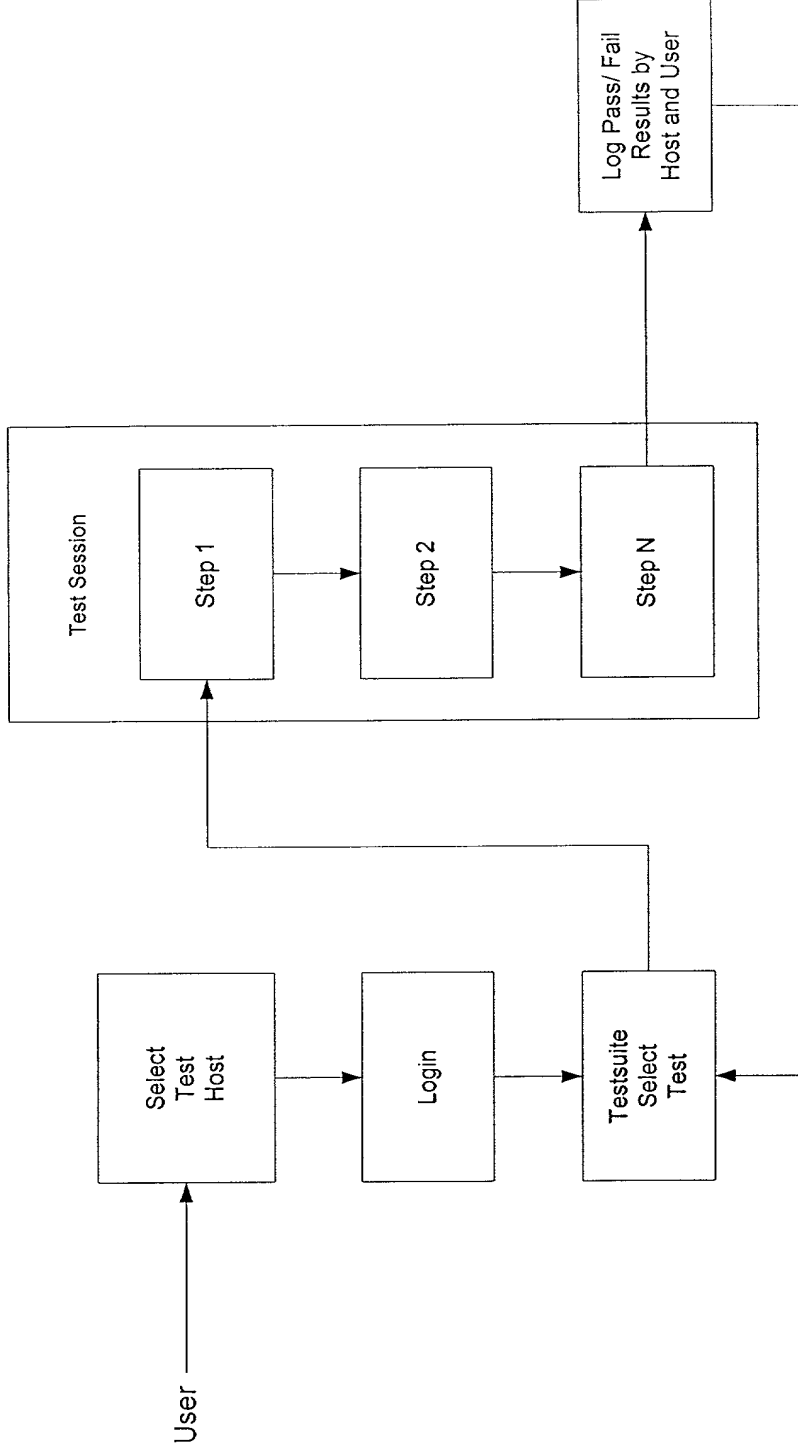 User
Select
Test
Host
Login
Testsuite
Select
Test
Test Session
Step 1
Step 2
Step N
Log Pass/ Fail
Results by
Host and User